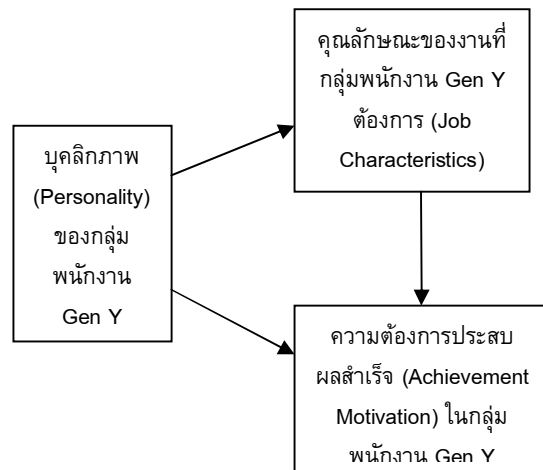 คุณลักษณะของงานที่
กลุ่มพนักงาน Gen Y
ต้องการ (Job
Characteristics)
บุคลิกภาพ
(Personality)
ของกลุ่ม
พนักงาน
Gen Y
ความต้องการประสบ
ผลสำเร็จ (Achievement
Motivation) ในกลุ่ม
พนักงาน Gen Y